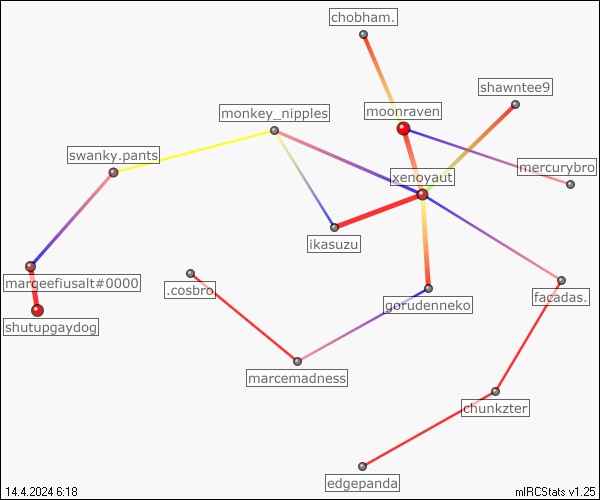 chobham.
shawntee9
monkey_nipples
moonraven
swanky.pants
mercurybro
xenoyaut
ikasuzu
marqeefiusalt#0000
.cosbro
facadas.
gorudenneko
shutupgaydog
marcemadness
chunkzter
edgepanda
14.4.2024 6:18
mIRCStats v1.25